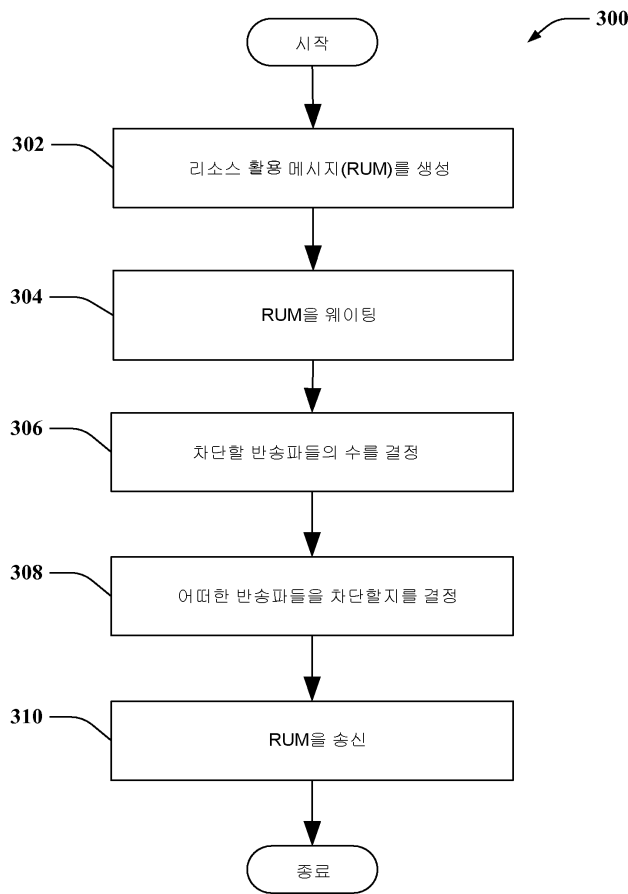 시작
300
302
리소스 활용 메시지(RUM)를 생성
304
RUM을 웨이팅
306
차단할 반송파들의 수를 결정
308
어떠한 반송파들을 차단할지를 결정
310
RUM을 송신
종료